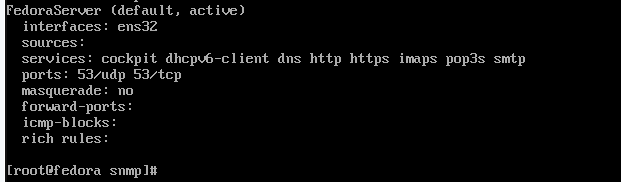 FedoraServer (default, active)
  interfaces: ens32
  sources:
  services: cockpit dhcpv6-client dns http https imaps pop3s smtp
  ports: 53/udp 53/tcp
  masquerade: no
  forward-ports:
  icmp-blocks:
  rich rules:

[root@fedora snmp]#